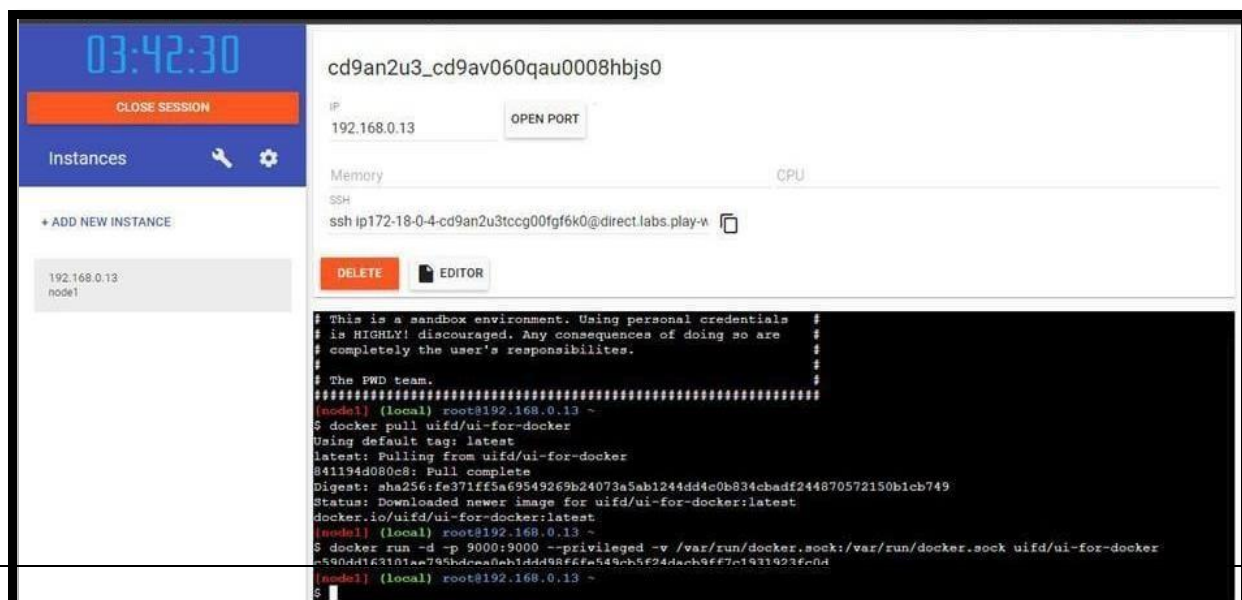 03:42:30
CLOSE SESSION
Instances
+ ADD NEW INSTANCE
192.168.0.13
node1
cd9an2u3_cd9av060qau0008hbjs0
IP
192.168.0.13
OPEN PORT
Memory
CPU
SSH
ssh ip172-18-0-4-cd9an2u3tccg00fgf6k0@direct.labs.play-w
DELETE
EDITOR
# This is a sandbox environment. Using personal credentials #
# is HIGHLY! discouraged. Any consequences of doing so are #
# completely the user's responsibilites. #
# #
# The PWD team. #
###############################################################
[node1] (local) root@192.168.0.13 ~
$ docker pull uifd/ui-for-docker
Using default tag: latest
latest: Pulling from uifd/ui-for-docker
841194d080c8: Pull complete
Digest: sha256:fe371ff5a69549269b24073a5ab1244dd4c0b834cbadf244870572150b1cb749
Status: Downloaded newer image for uifd/ui-for-docker:latest
docker.io/uifd/ui-for-docker:latest
[node1] (local) root@192.168.0.13 ~
$ docker run -d -p 9000:9000 --privileged -v /var/run/docker.sock:/var/run/docker.sock uifd/ui-for-docker
[node1] (local) root@192.168.0.13 ~
$